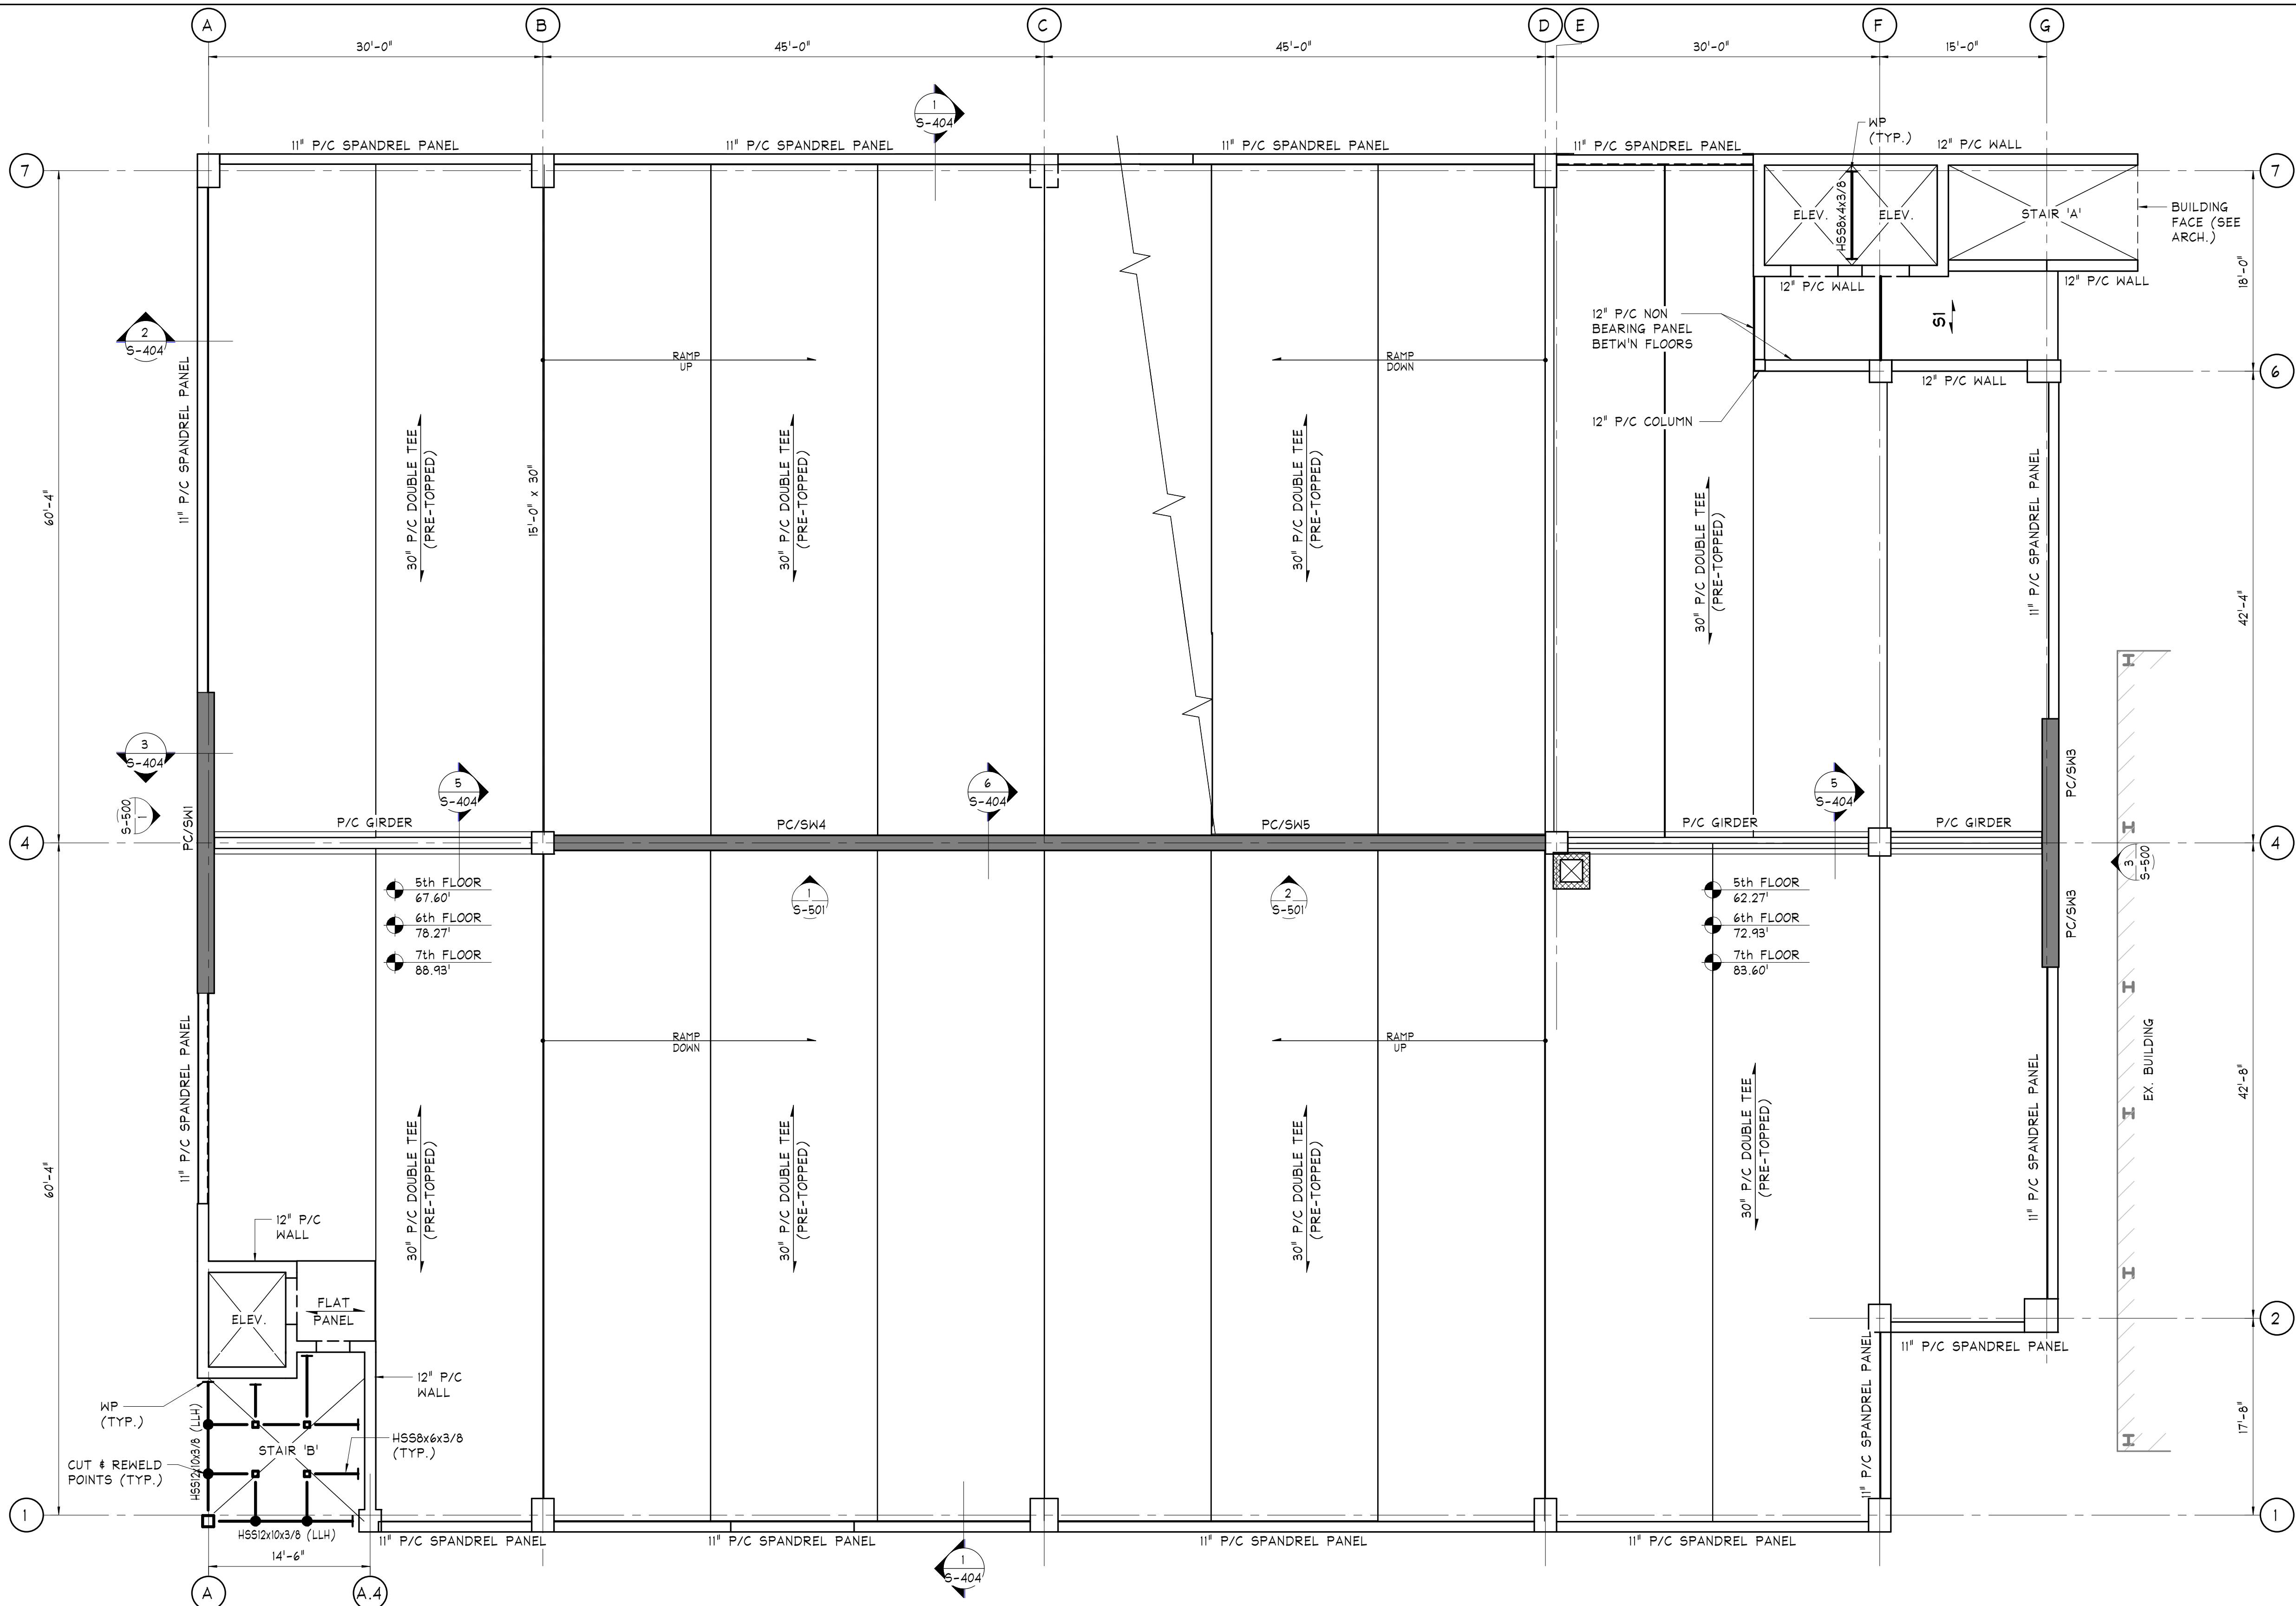 A
B
C
D
E
F
G
30'-0"
45'-0"
45'-0"
30'-0"
15'-0"
1
S-404
11" P/C SPANDREL PANEL
11" P/C SPANDREL PANEL
11" P/C SPANDREL PANEL
11" P/C SPANDREL PANEL
WP
(TYP.)
12" P/C WALL
7
7
ELEV.
HSS8x4x3/8
ELEV.
STAIR 'A'
BUILDING
FACE (SEE
ARCH.)
12" P/C WALL
12" P/C WALL
18'-0"
2
S-404
12" P/C NON
BEARING PANEL
BETW'N FLOORS
S1
RAMP
UP
RAMP
DOWN
12" P/C WALL
6
12" P/C COLUMN
11" P/C SPANDREL PANEL
60'-4"
30" P/C DOUBLE TEE
(PRE-TOPPED)
15'-0" x 30"
30" P/C DOUBLE TEE
(PRE-TOPPED)
30" P/C DOUBLE TEE
(PRE-TOPPED)
30" P/C DOUBLE TEE
(PRE-TOPPED)
11" P/C SPANDREL PANEL
42'-4"
3
S-404
1
S-500
PC/SW1
5
S-404
6
S-404
5
S-404
PC/SW3
P/C GIRDER
PC/SW4
PC/SW5
P/C GIRDER
P/C GIRDER
4
4
3
S-500
5th FLOOR
67.60'
6th FLOOR
78.27'
7th FLOOR
88.93'
1
S-501
2
S-501
5th FLOOR
62.27'
6th FLOOR
72.93'
7th FLOOR
83.60'
PC/SW3
RAMP
DOWN
RAMP
UP
EX. BUILDING
11" P/C SPANDREL PANEL
60'-4"
30" P/C DOUBLE TEE
(PRE-TOPPED)
30" P/C DOUBLE TEE
(PRE-TOPPED)
30" P/C DOUBLE TEE
(PRE-TOPPED)
30" P/C DOUBLE TEE
(PRE-TOPPED)
11" P/C SPANDREL PANEL
42'-8"
12" P/C
WALL
FLAT
PANEL
ELEV.
2
11" P/C SPANDREL PANEL
12" P/C
WALL
WP
(TYP.)
HSS12x10x3/8 (LLH)
HSS8x6x3/8
(TYP.)
STAIR 'B'
CUT & REWELD
POINTS (TYP.)
11" P/C SPANDREL PANEL
17'-8"
1
1
HSS12x10x3/8 (LLH)
11" P/C SPANDREL PANEL
11" P/C SPANDREL PANEL
11" P/C SPANDREL PANEL
11" P/C SPANDREL PANEL
14'-6"
1
S-404
A
A.4